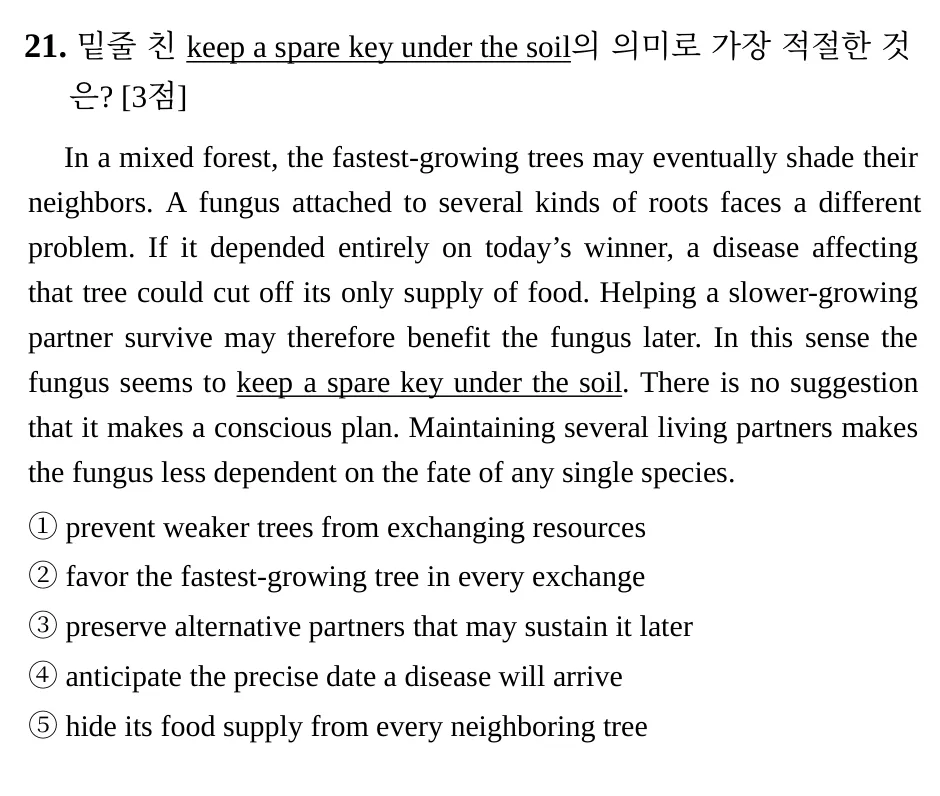 21. 밑줄 친 keep a spare key under the soil의 의미로 가장 적절한 것
은? [3점]
In a mixed forest, the fastest-growing trees may eventually shade their
neighbors. A fungus attached to several kinds of roots faces a different
problem. If it depended entirely on today's winner, a disease affecting
that tree could cut off its only supply of food. Helping a slower-growing
partner survive may therefore benefit the fungus later. In this sense the
fungus seems to keep a spare key under the soil. There is no suggestion
that it makes a conscious plan. Maintaining several living partners makes
the fungus less dependent on the fate of any single species.
① prevent weaker trees from exchanging resources
② favor the fastest-growing tree in every exchange
③ preserve alternative partners that may sustain it later
④ anticipate the precise date a disease will arrive
⑤ hide its food supply from every neighboring tree